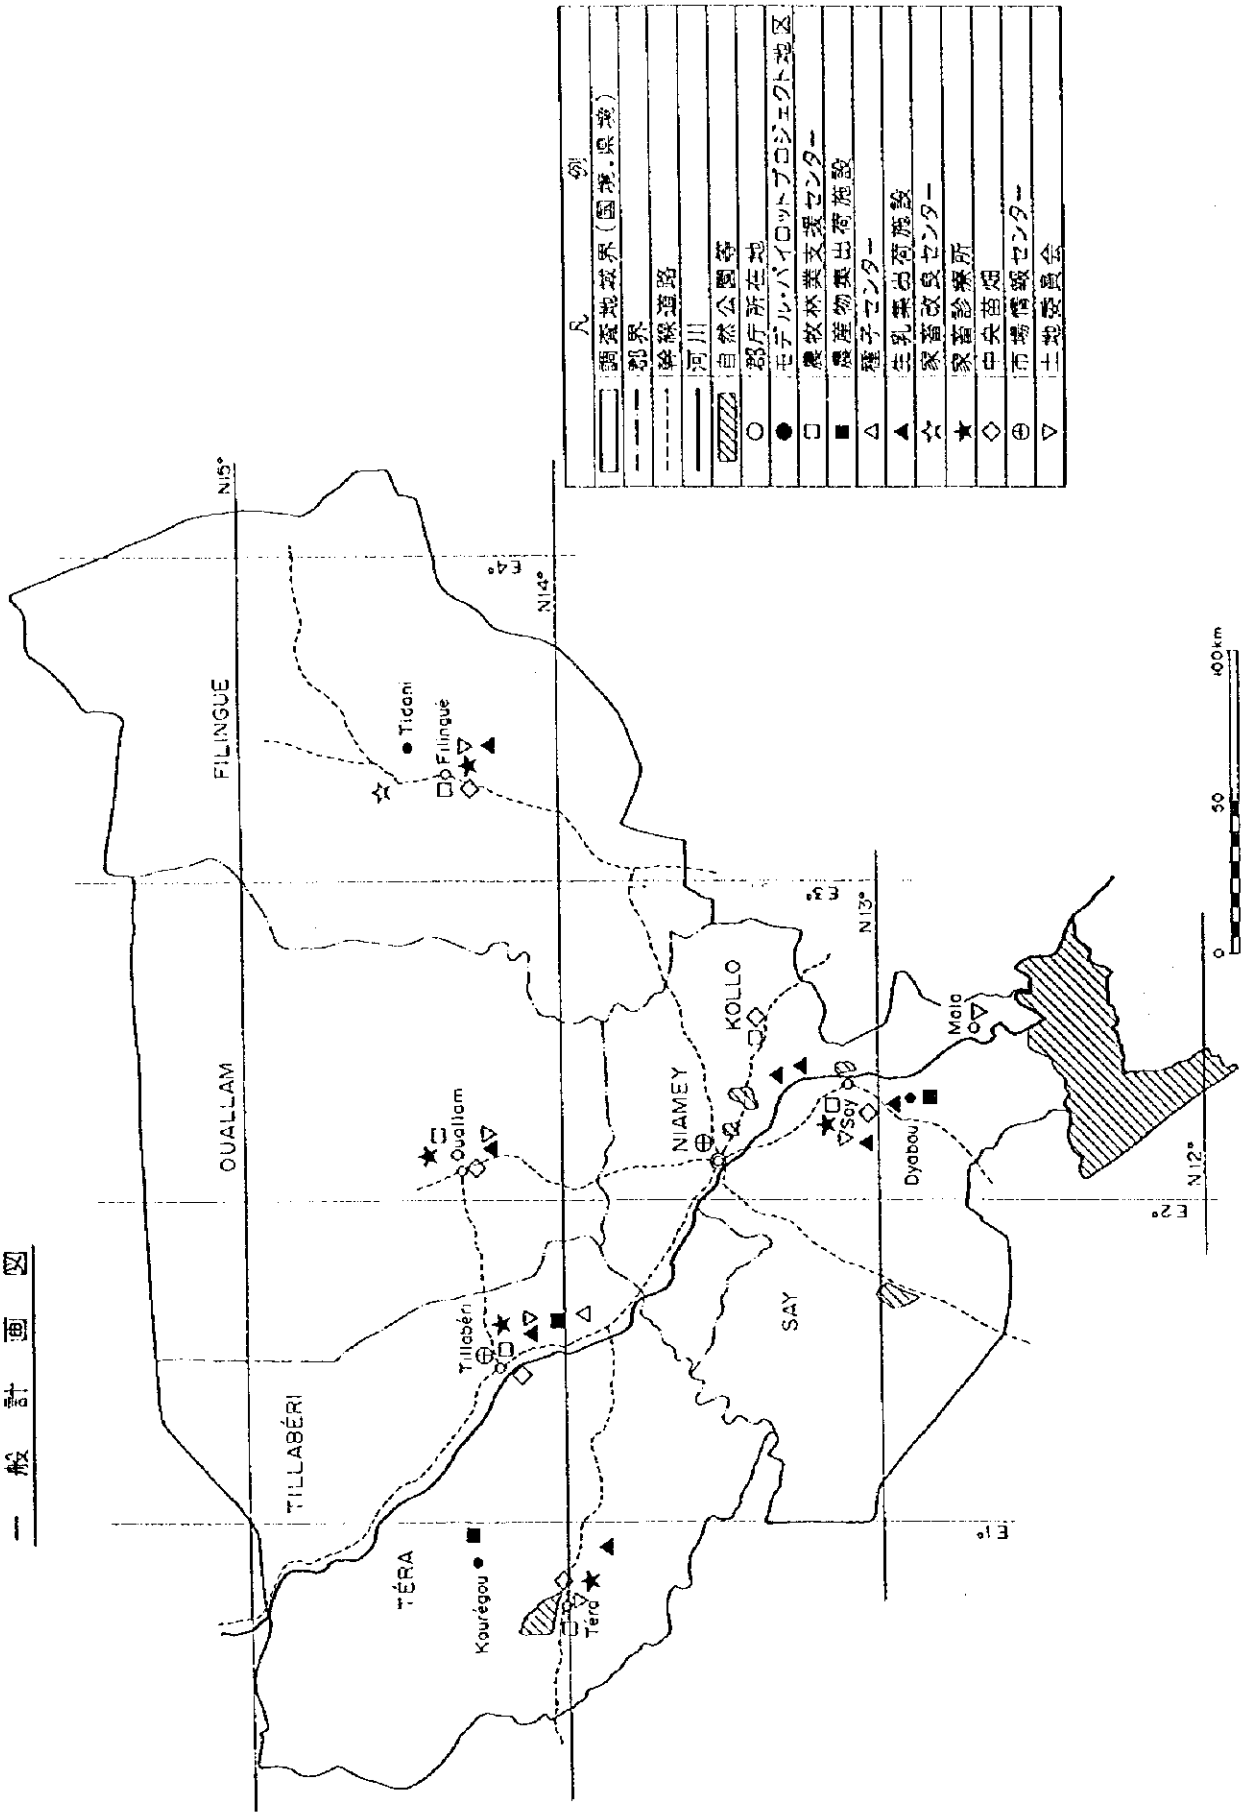 一般計画図
N15°
FILINGUE
OUALLAM
TILLABÉRI
TÉRA
E4°
N14°
Tidani
Filingué
Ouallam
Tillabéri
Kourégou
Téra
NIAMEY
KOLLO
SAY
E3°
N13°
Say
Dyabou
Mala
E1°
E2°
N12°
0 50 100km
凡例
調査地域界(国境.県境)
郡界
幹線道路
河川
自然公園等
郡庁所在地
モデル・パイロットプロジェクト地区
農牧林業支援センター
農産物集出荷施設
種子センター
生乳集出荷施設
家畜改良センター
家畜診療所
中央苗畑
市場情報センター
土地委員会